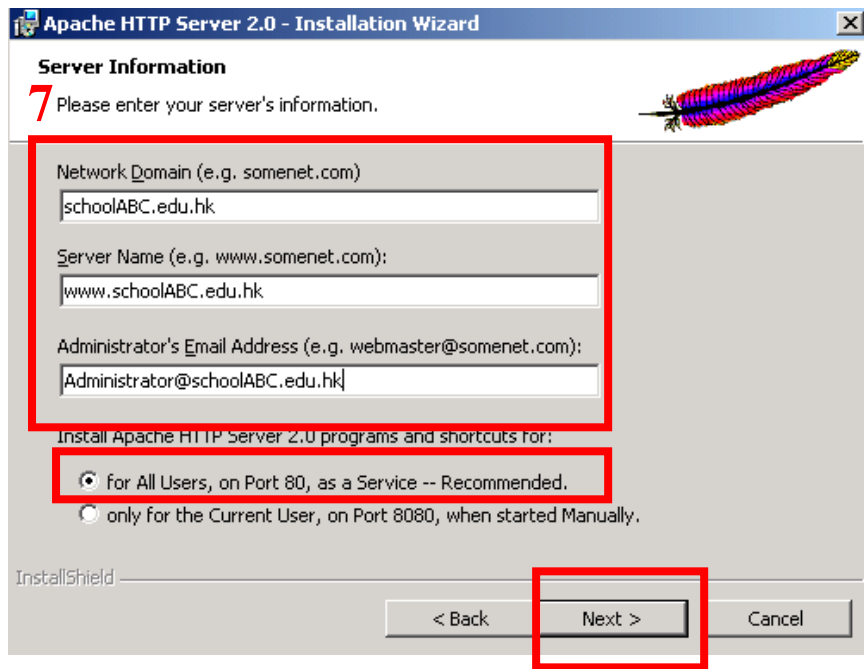 Apache HTTP Server 2.0 - Installation Wizard
Server Information
7
Please enter your server's information.
Network Domain (e.g. somenet.com)
schoolABC.edu.hk
Server Name (e.g. www.somenet.com):
www.schoolABC.edu.hk
Administrator's Email Address (e.g. webmaster@somenet.com):
Administrator@schoolABC.edu.hk
Install Apache HTTP Server 2.0 programs and shortcuts for:
for All Users, on Port 80, as a Service -- Recommended.
only for the Current User, on Port 8080, when started Manually.
InstallShield
< Back Next > Cancel